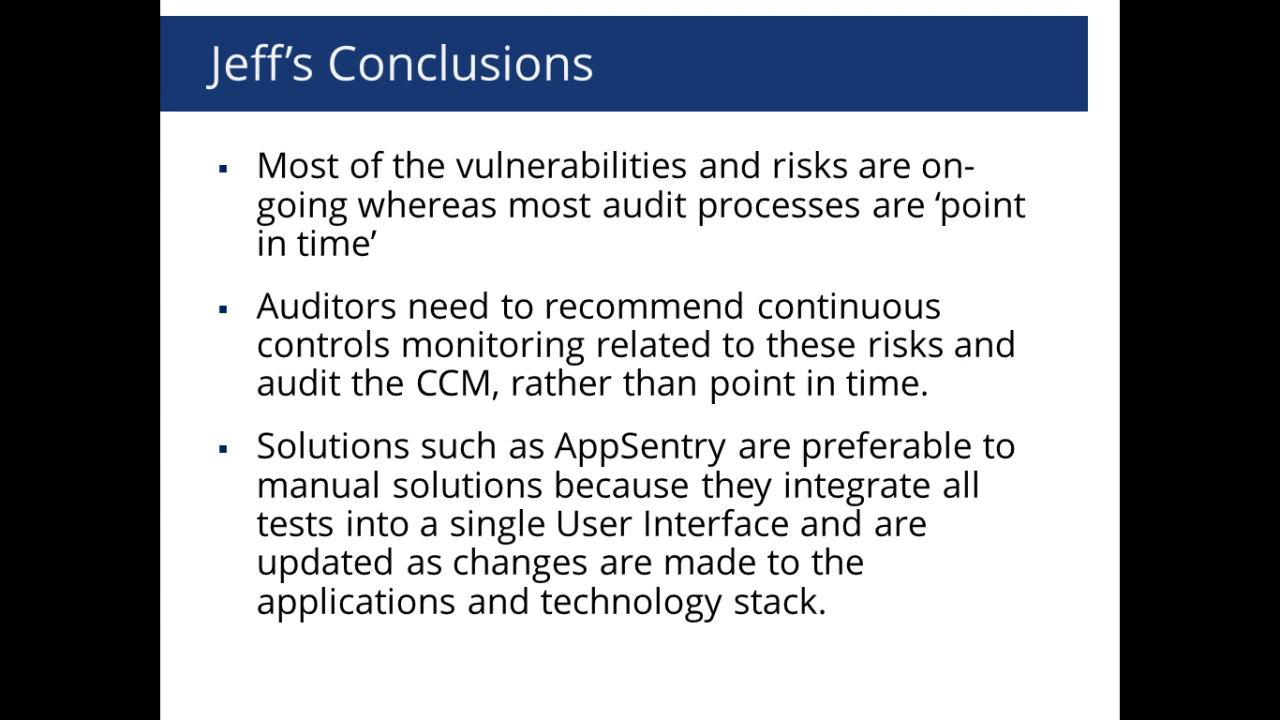 Jeff’s Conclusions
▪ Most of the vulnerabilities and risks are on-
going whereas most audit processes are ‘point
in time’
▪ Auditors need to recommend continuous
controls monitoring related to these risks and
audit the CCM, rather than point in time.
▪ Solutions such as AppSentry are preferable to
manual solutions because they integrate all
tests into a single User Interface and are
updated as changes are made to the
applications and technology stack.